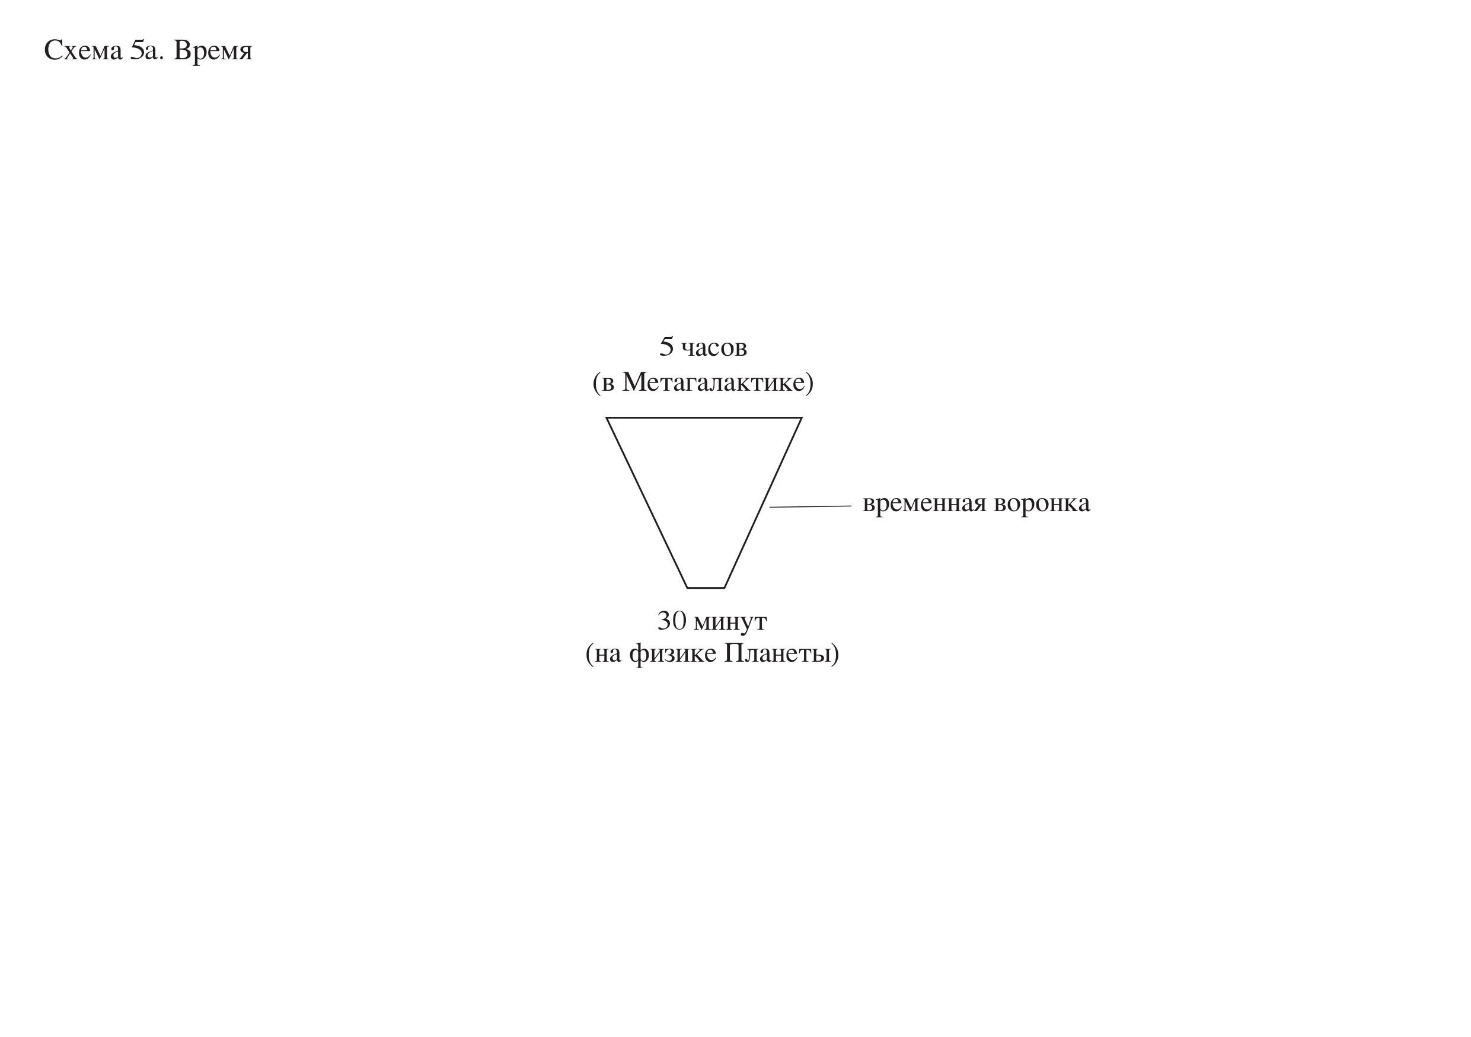 Схема 5а. Время
5 часов
(в Метагалактике)
временная воронка
30 минут
(на физике Планеты)